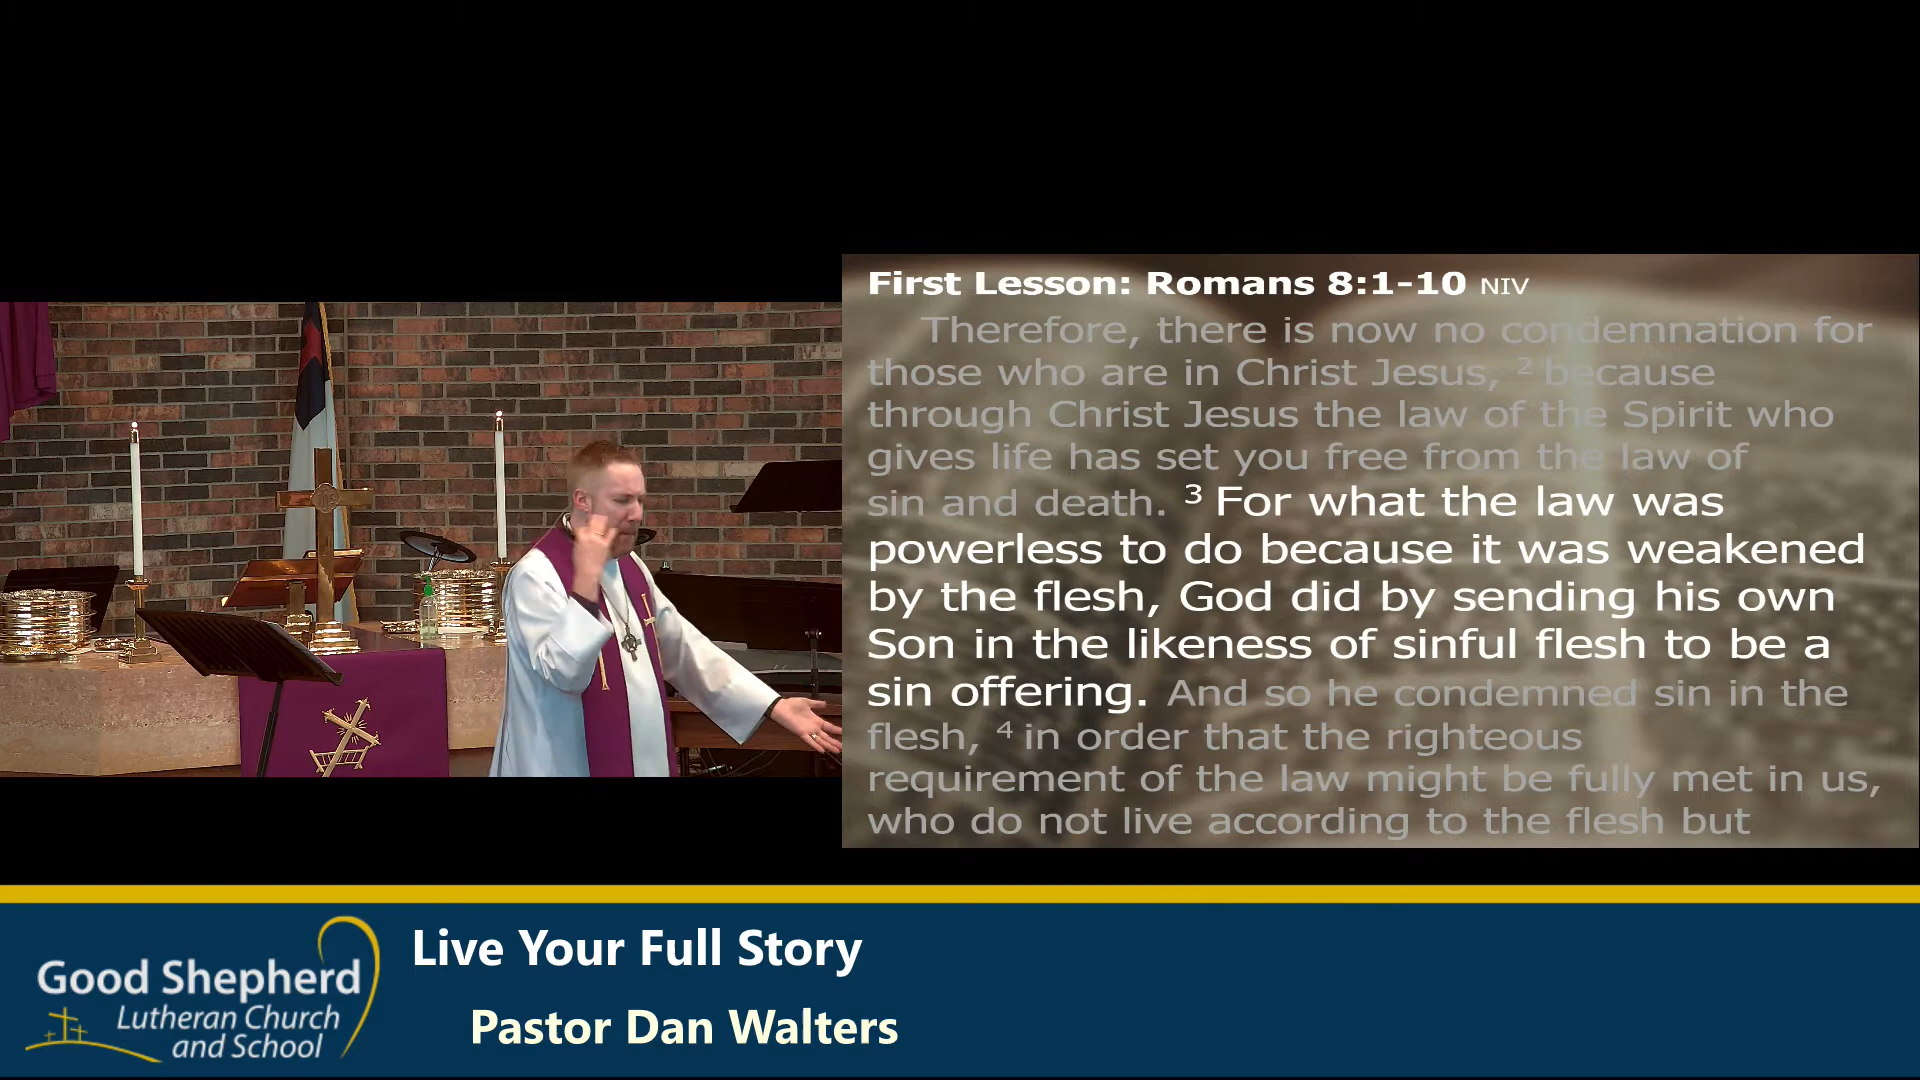 First Lesson: Romans 8:1-10 NIV
Therefore, there is now no condemnation for
those who are in Christ Jesus, ² because
through Christ Jesus the law of the Spirit who
gives life has set you free from the law of
sin and death. ³ For what the law was
powerless to do because it was weakened
by the flesh, God did by sending his own
Son in the likeness of sinful flesh to be a
sin offering. And so he condemned sin in the
flesh, ⁴ in order that the righteous
requirement of the law might be fully met in us,
who do not live according to the flesh but
Good Shepherd
Lutheran Church
and School
Live Your Full Story
Pastor Dan Walters